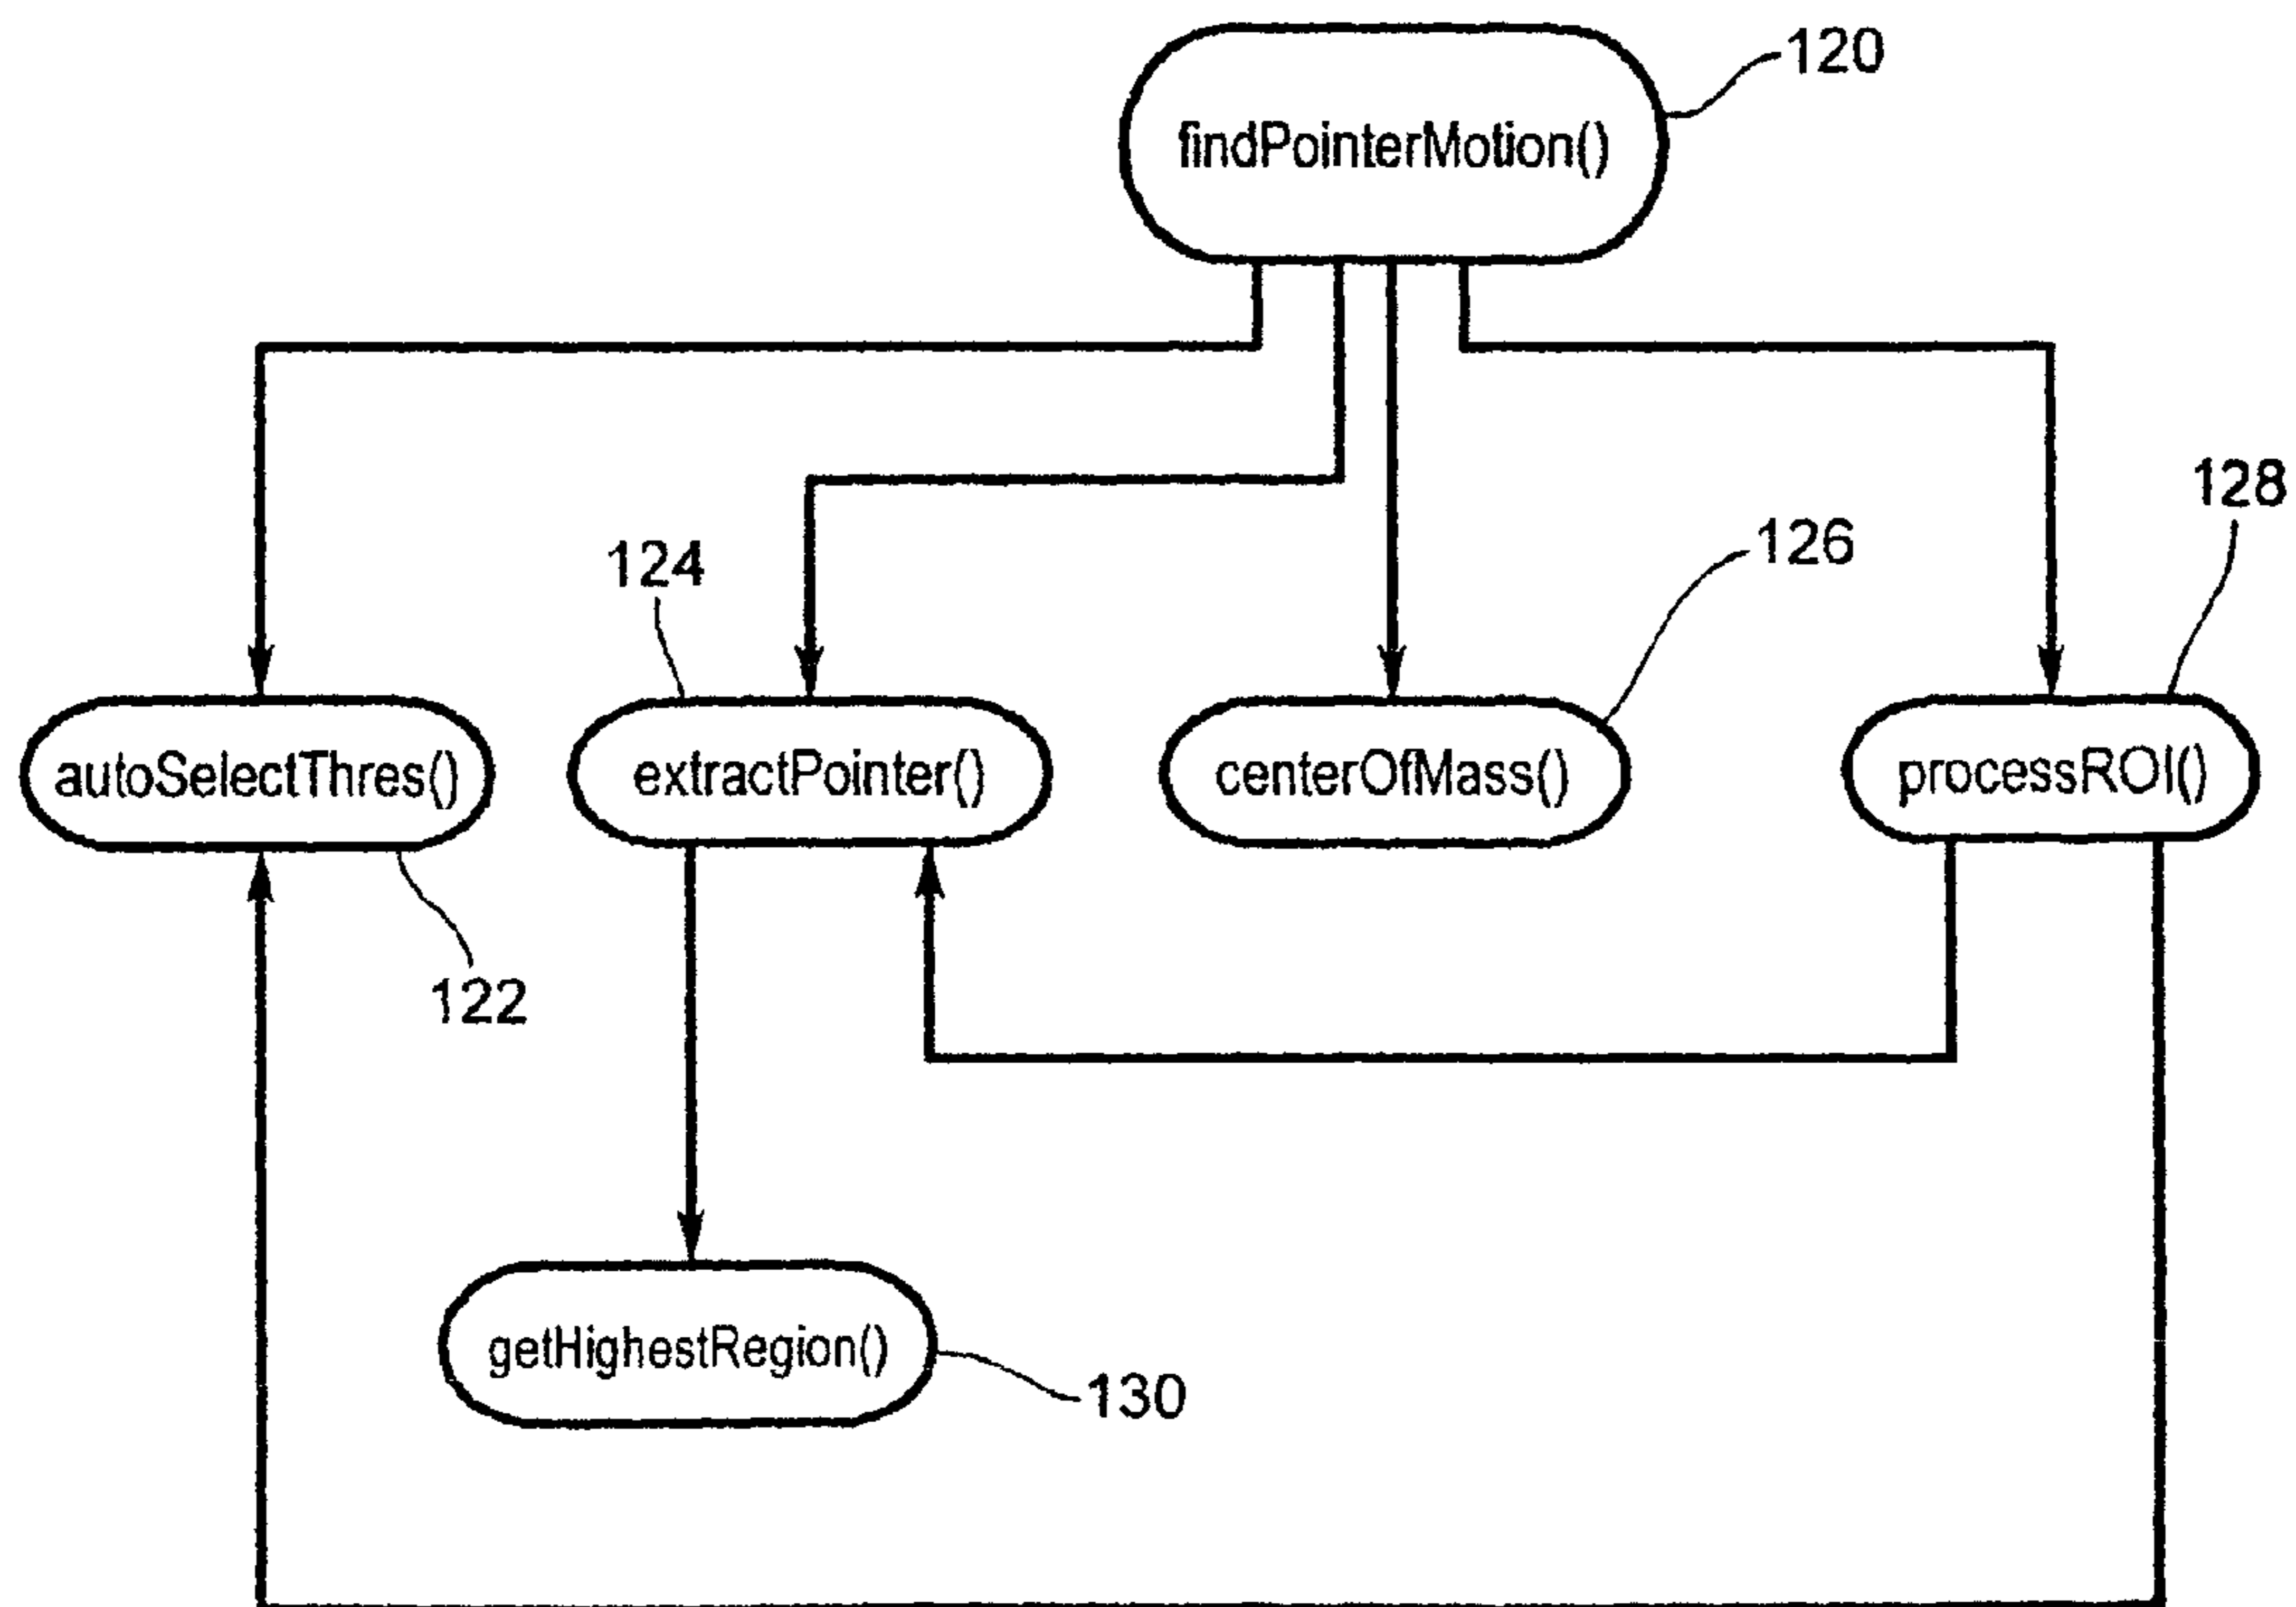 120
findPointerMotion()
128
126
124
autoSelectThres()
extractPointer()
centerOfMass()
processROI()
122
getHighestRegion()
130